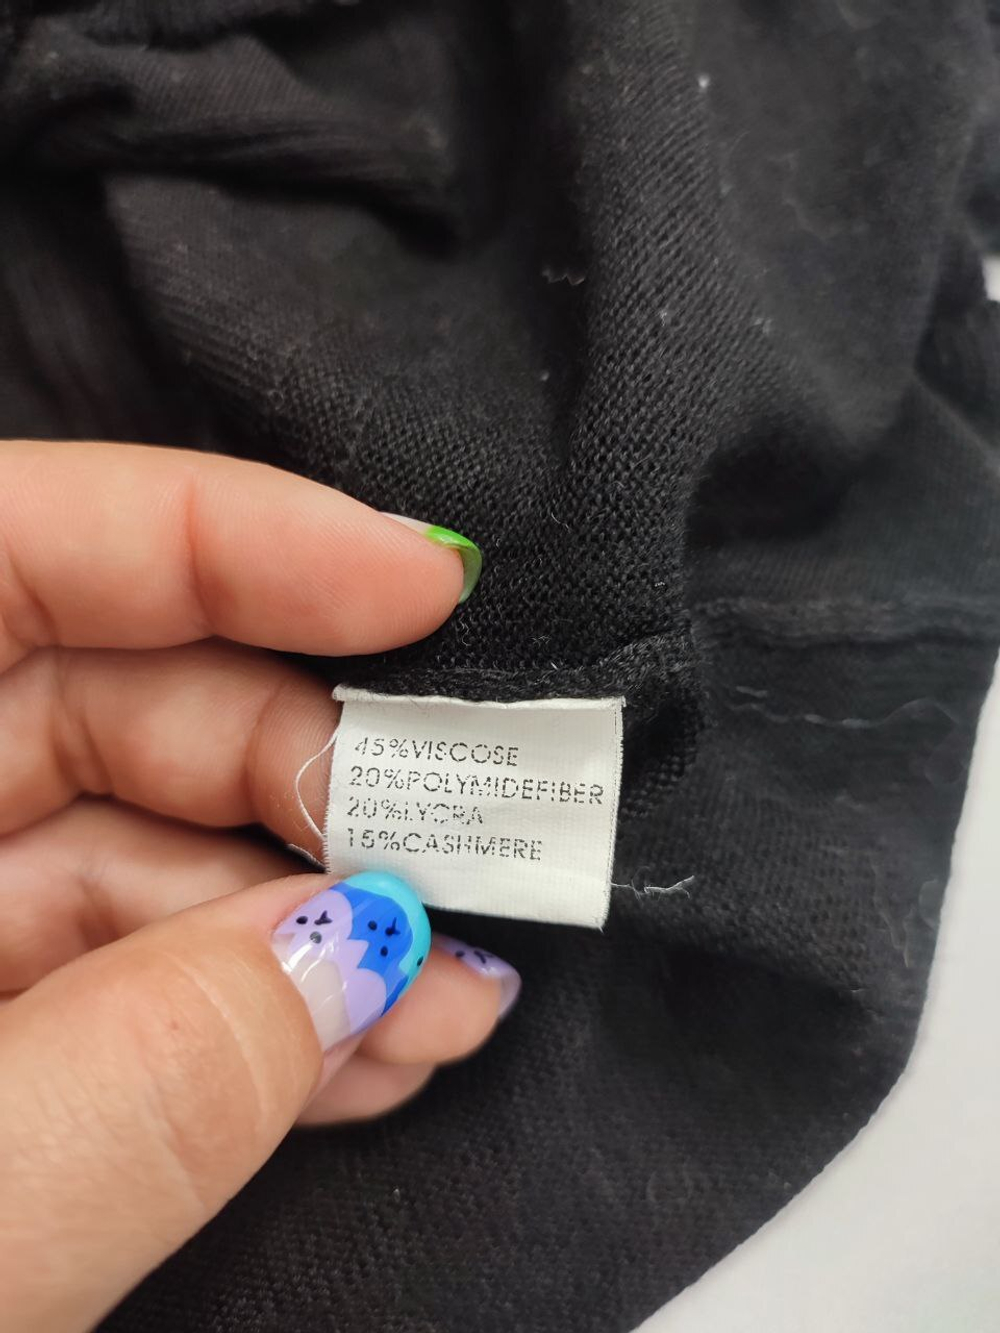 45%VISCOSE
20%POLYMIDEFIBER
20%LYCRA
15%CASHMERE